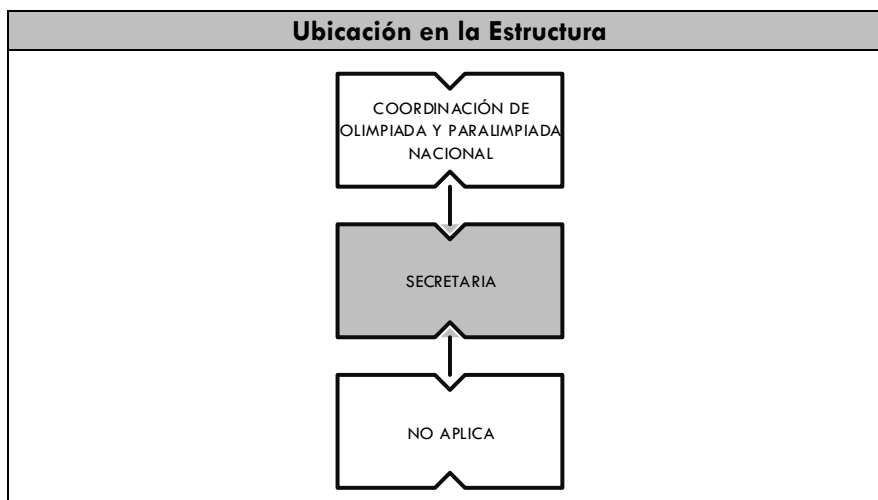 Ubicación en la Estructura
COORDINACIÓN DE
OLIMPIADA Y PARALIMPIADA
NACIONAL
SECRETARIA
NO APLICA